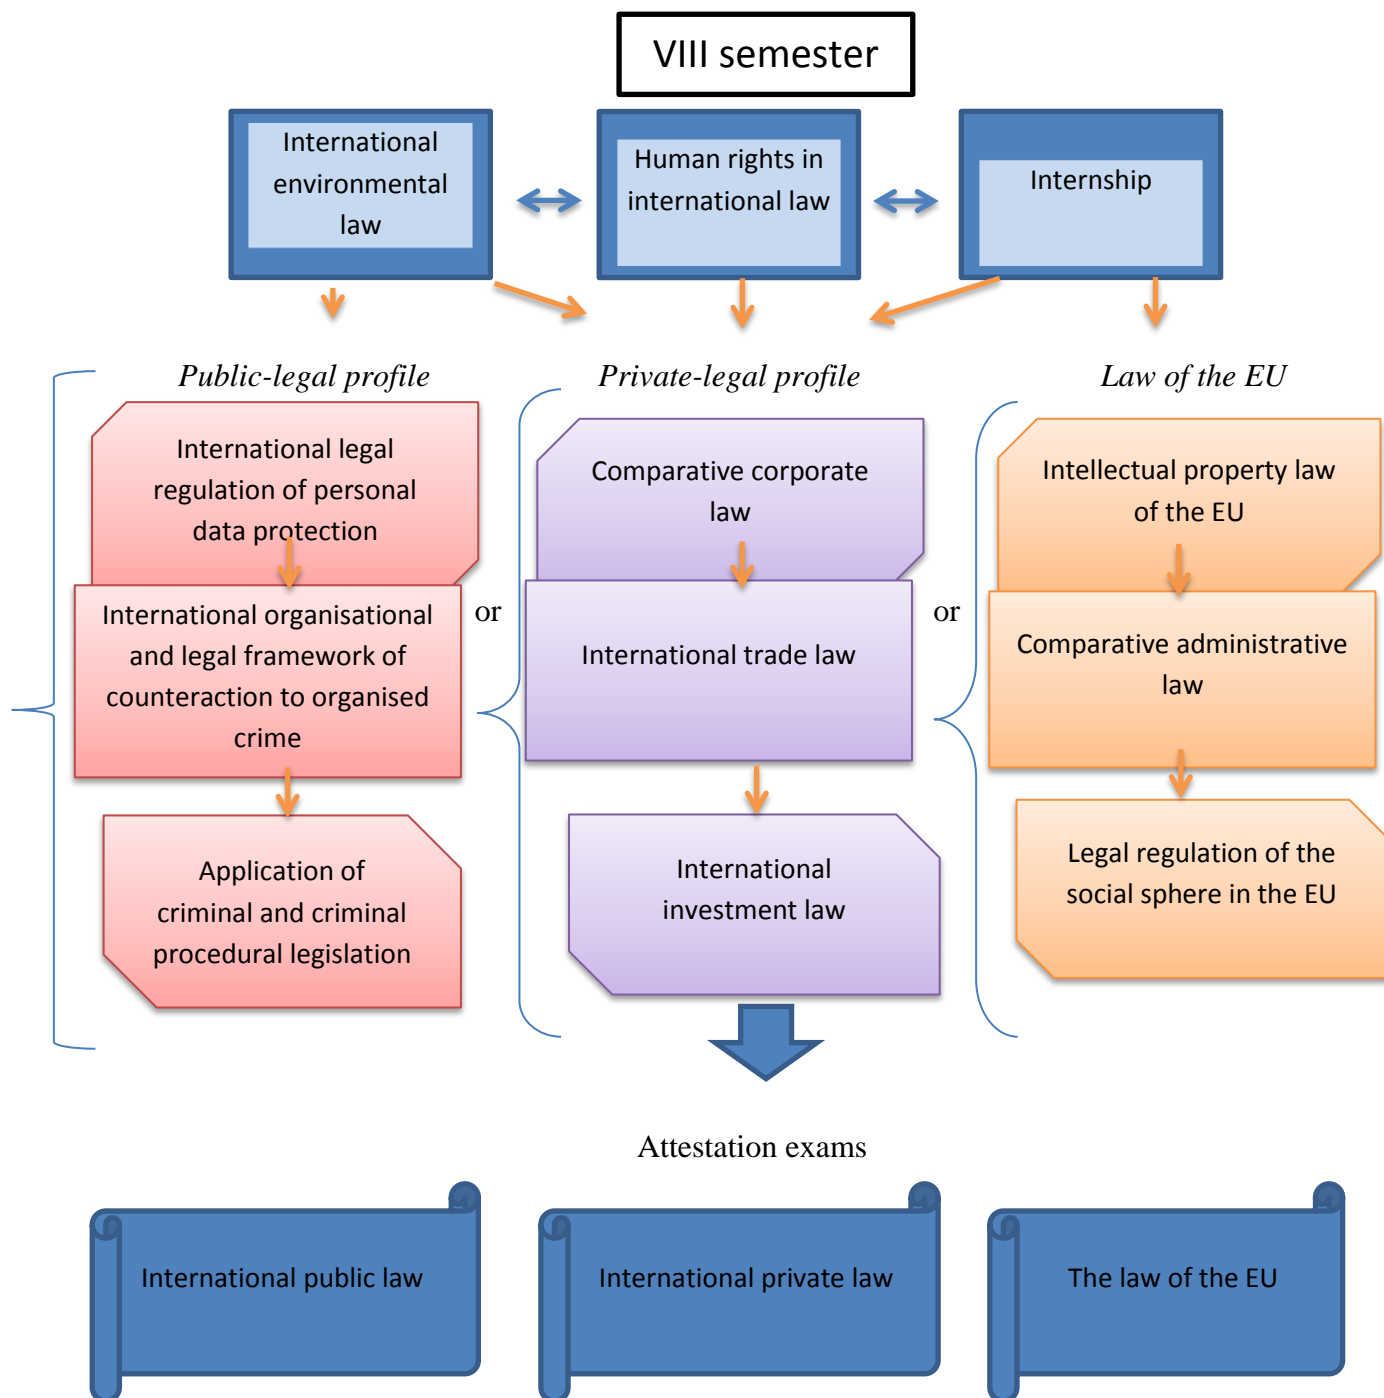 VIII semester
International
environmental
law
Human rights in
international law
Internship
Public-legal profile
Private-legal profile
Law of the EU
International legal
regulation of personal
data protection
Comparative corporate
law
Intellectual property law
of the EU
International organisational
and legal framework of
counteraction to organised
crime
or
International trade law
or
Comparative administrative
law
Application of
criminal and criminal
procedural legislation
International
investment law
Legal regulation of the
social sphere in the EU
Attestation exams
International public law
International private law
The law of the EU